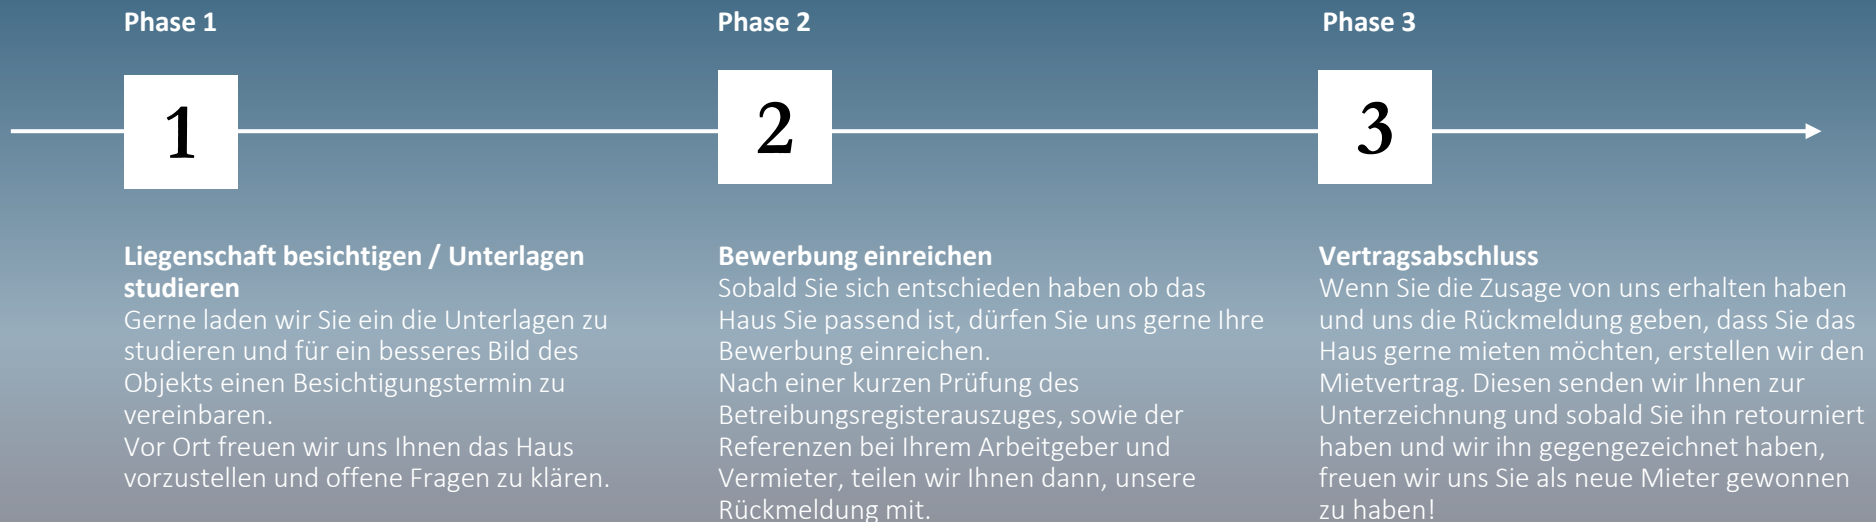 Phase 1
Phase 2
Phase 3
1
2
3
Liegenschaft besichtigen / Unterlagen
studieren
Gerne laden wir Sie ein die Unterlagen zu
studieren und für ein besseres Bild des
Objekts einen Besichtigungstermin zu
vereinbaren.
Vor Ort freuen wir uns Ihnen das Haus
vorzustellen und offene Fragen zu klären.
Bewerbung einreichen
Sobald Sie sich entschieden haben ob das
Haus Sie passend ist, dürfen Sie uns gerne Ihre
Bewerbung einreichen.
Nach einer kurzen Prüfung des
Betreibungsregisterauszuges, sowie der
Referenzen bei Ihrem Arbeitgeber und
Vermieter, teilen wir Ihnen dann, unsere
Rückmeldung mit.
Vertragsabschluss
Wenn Sie die Zusage von uns erhalten haben
und uns die Rückmeldung geben, dass Sie das
Haus gerne mieten möchten, erstellen wir den
Mietvertrag. Diesen senden wir Ihnen zur
Unterzeichnung und sobald Sie ihn retourniert
haben und wir ihn gegengezeichnet haben,
freuen wir uns Sie als neue Mieter gewonnen
zu haben!